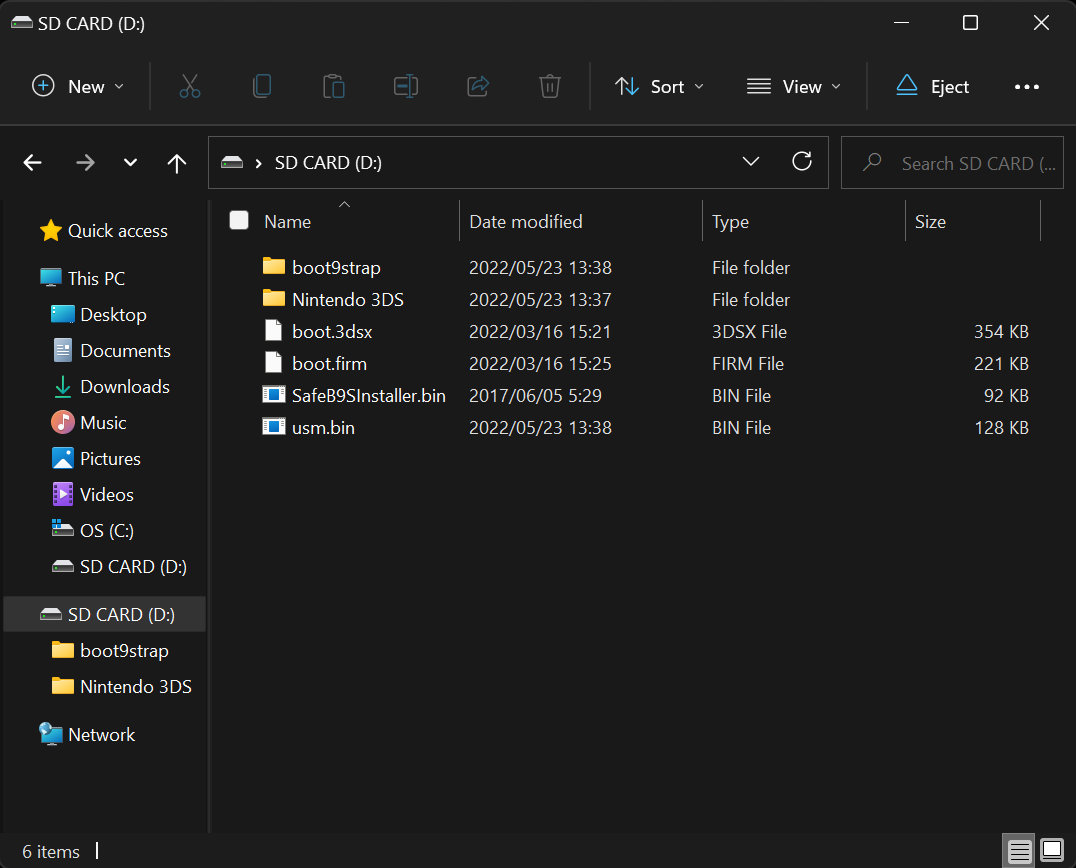 SD CARD (D:)
New
Sort
View
Eject
SD CARD (D:)
Search SD CARD (...
Quick access
This PC
Desktop
Documents
Downloads
Music
Pictures
Videos
OS (C:)
SD CARD (D:)
SD CARD (D:)
boot9strap
Nintendo 3DS
Network
Name Date modified Type Size
boot9strap 2022/05/23 13:38 File folder
Nintendo 3DS 2022/05/23 13:37 File folder
boot.3dsx 2022/03/16 15:21 3DSX File 354 KB
boot.firm 2022/03/16 15:25 FIRM File 221 KB
SafeB9SInstaller.bin 2017/06/05 5:29 BIN File 92 KB
usm.bin 2022/05/23 13:38 BIN File 128 KB
6 items